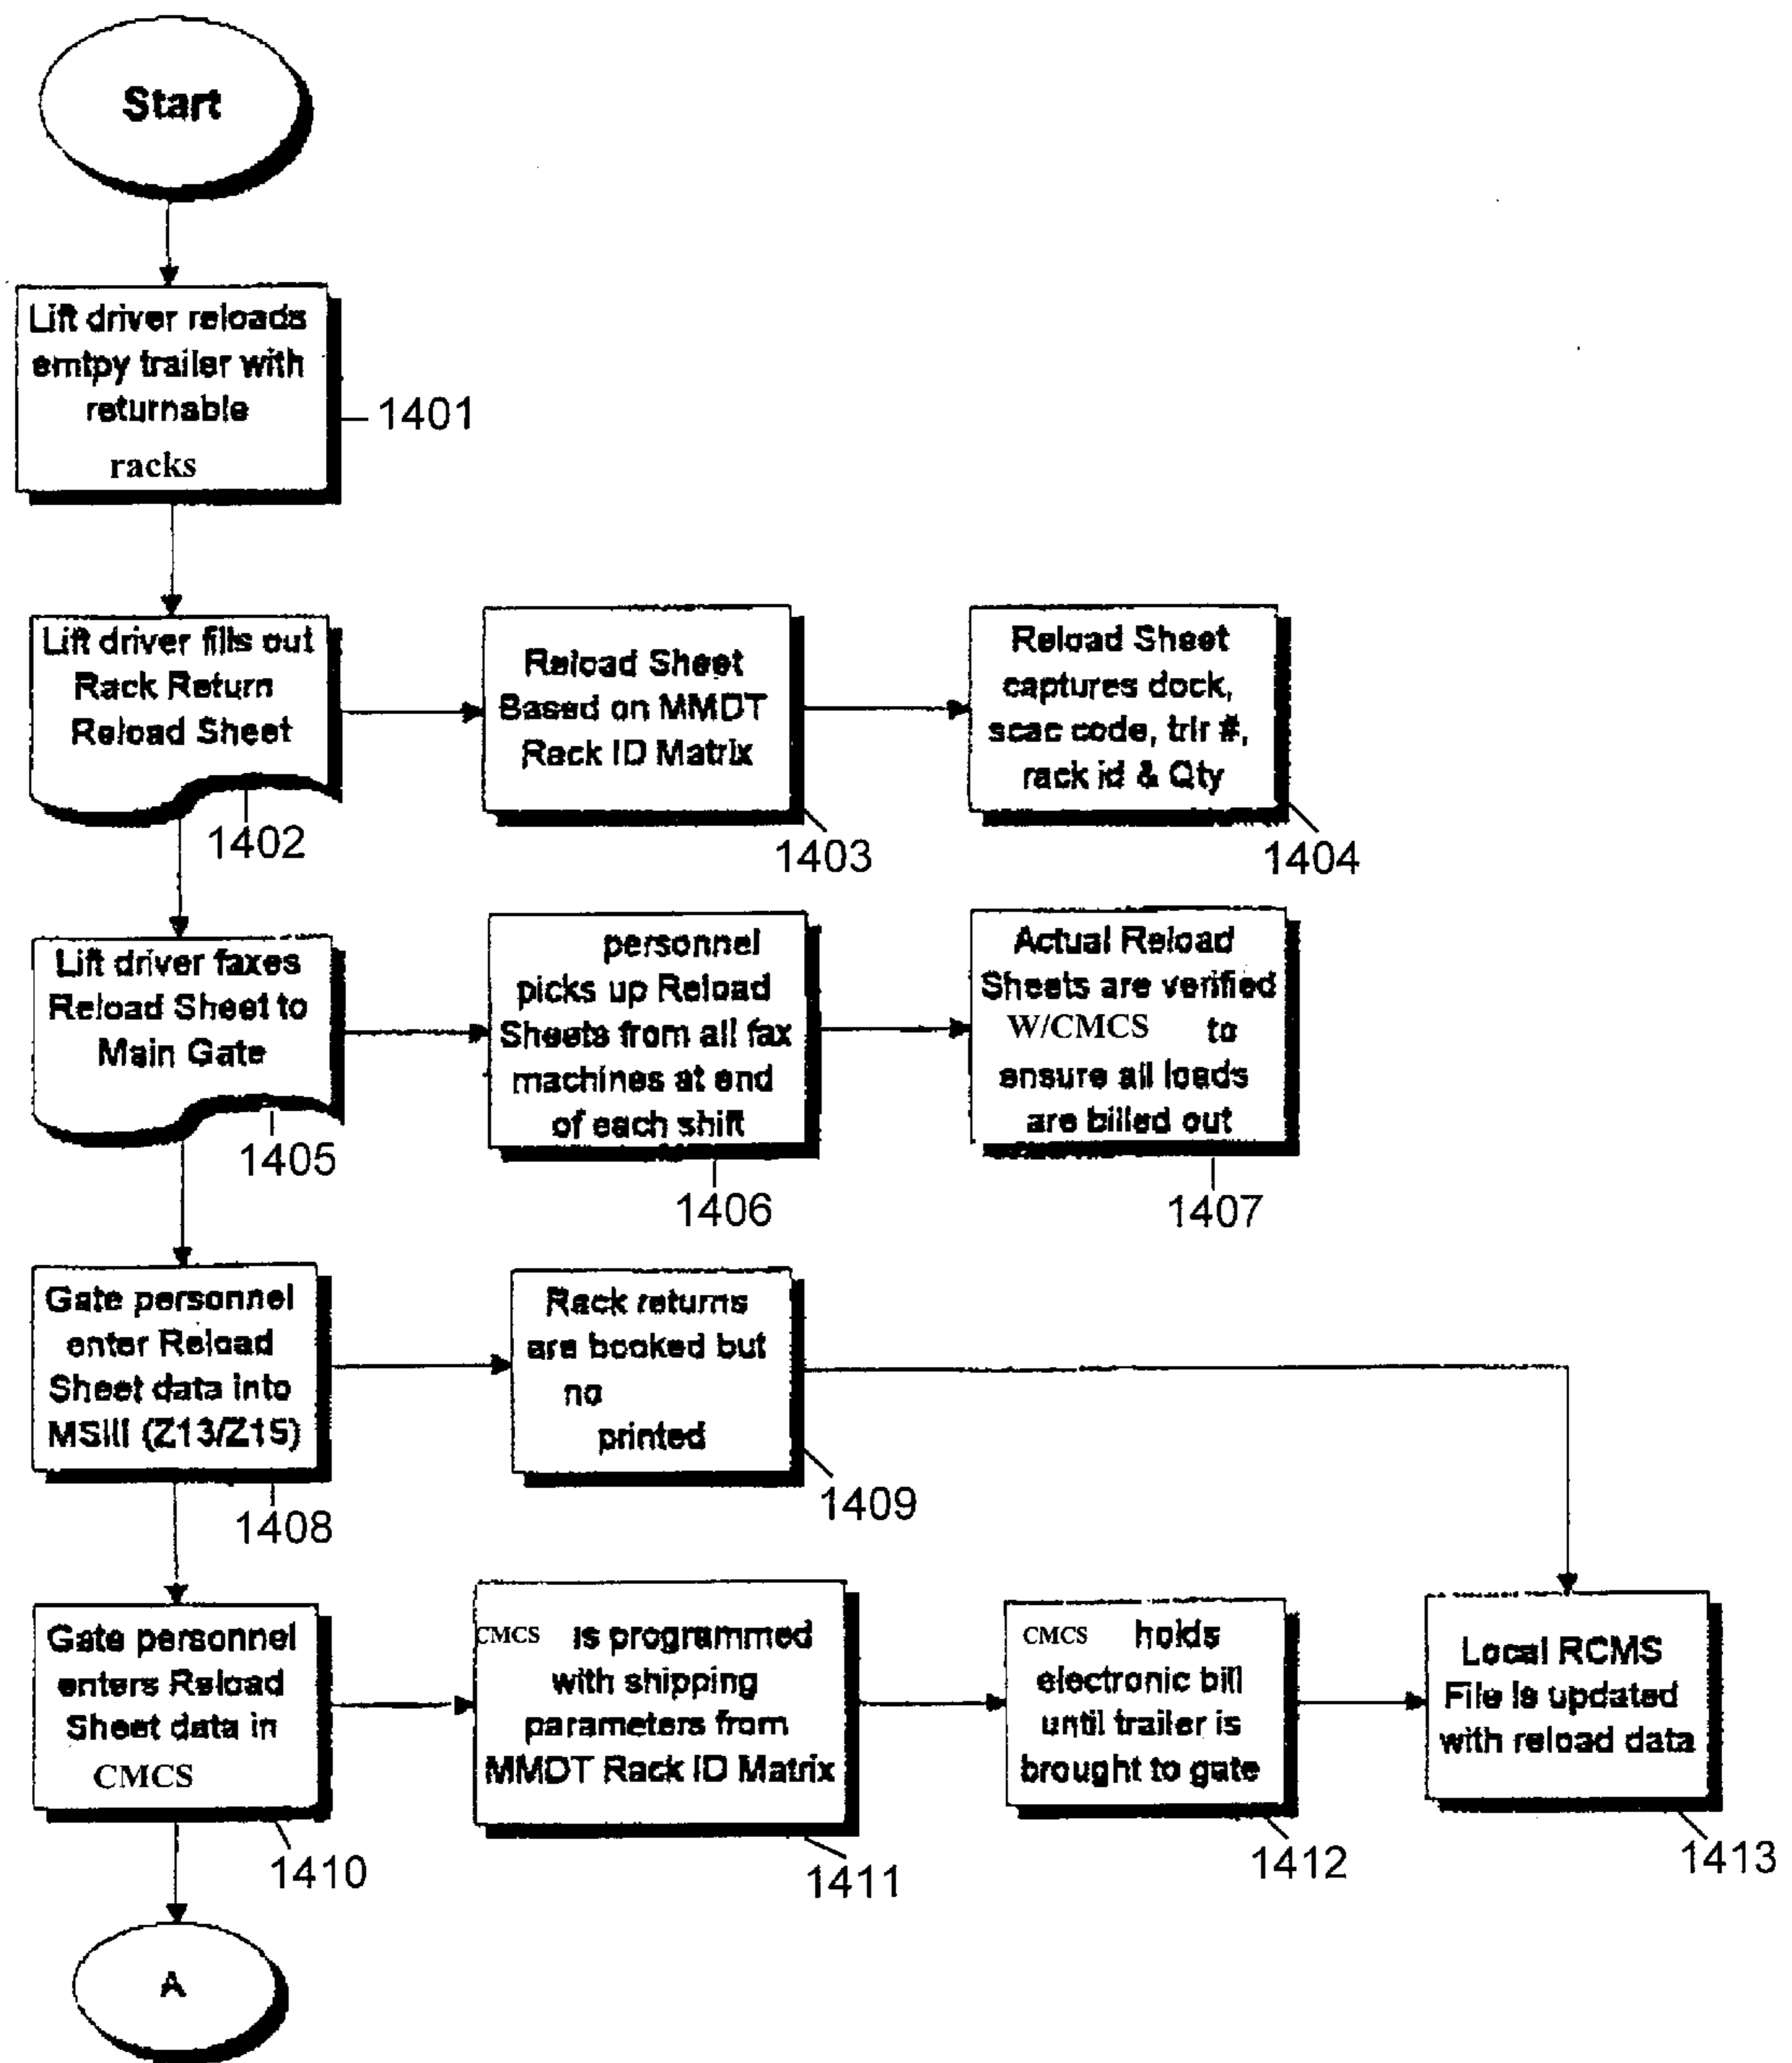 Start
Lift driver reloads
emtpy trailer with
returnable
racks
1401
Lift driver fills out
Rack Return
Reload Sheet
1402
Reload Sheet
Based on MMDT
Rack ID Matrix
1403
Reload Sheet
captures dock,
scac code, trlr #,
rack id & Qty
1404
Lift driver faxes
Reload Sheet to
Main Gate
1405
personnel
picks up Reload
Sheets from all fax
machines at end
of each shift
1406
Actual Reload
Sheets are verified
W/CMCS to
ensure all loads
are billed out
1407
Gate personnel
enter Reload
Sheet data into
MSIII (Z13/Z15)
1408
Rack returns
are booked but
no
printed
1409
Gate personnel
enters Reload
Sheet data in
CMCS
1410
CMCS is programmed
with shipping
parameters from
MMDT Rack ID Matrix
1411
CMCS holds
electronic bill
until trailer is
brought to gate
1412
Local RCMS
File is updated
with reload data
1413
A